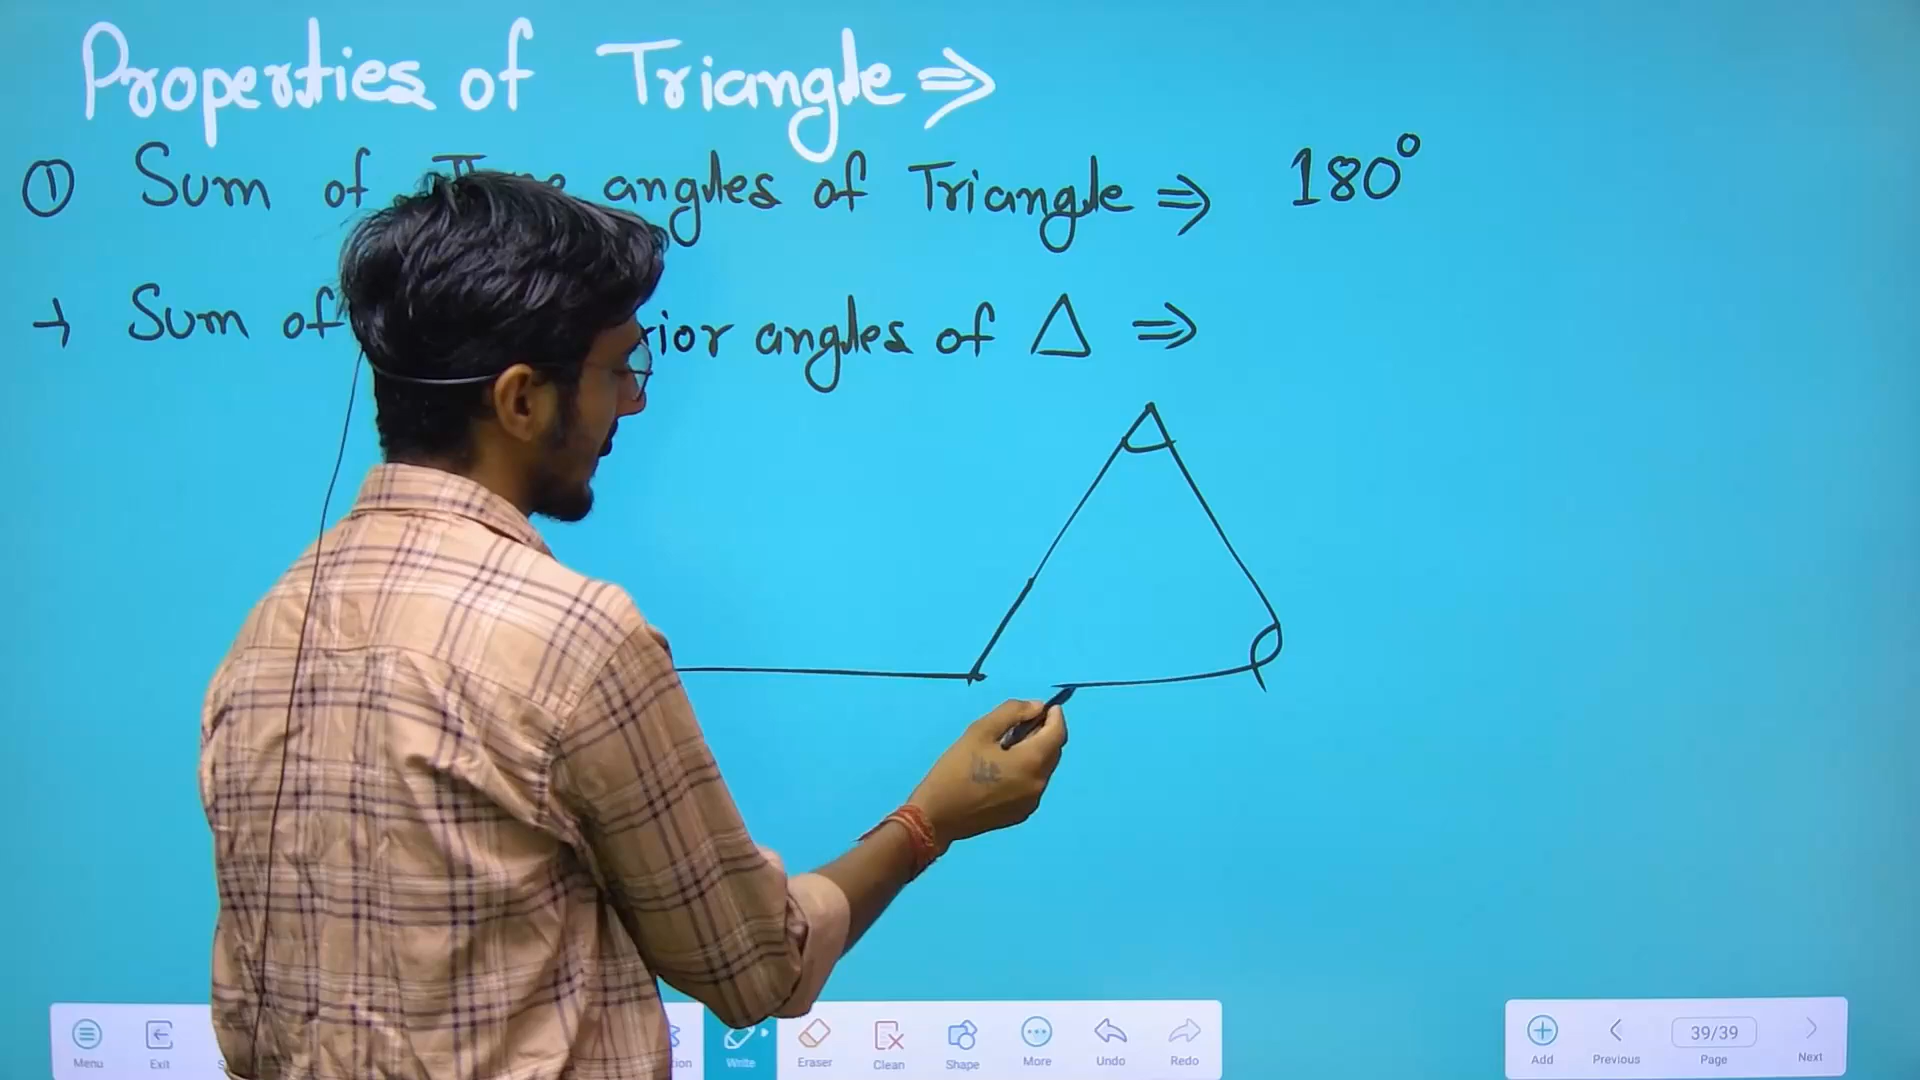 Properties of Triangle ⇒
① Sum of angles of Triangle ⇒ 180°
→ Sum of angles of △ ⇒
Menu Exit Write Eraser Clean Shape More Undo Redo Add Previous 39/39 Page Next